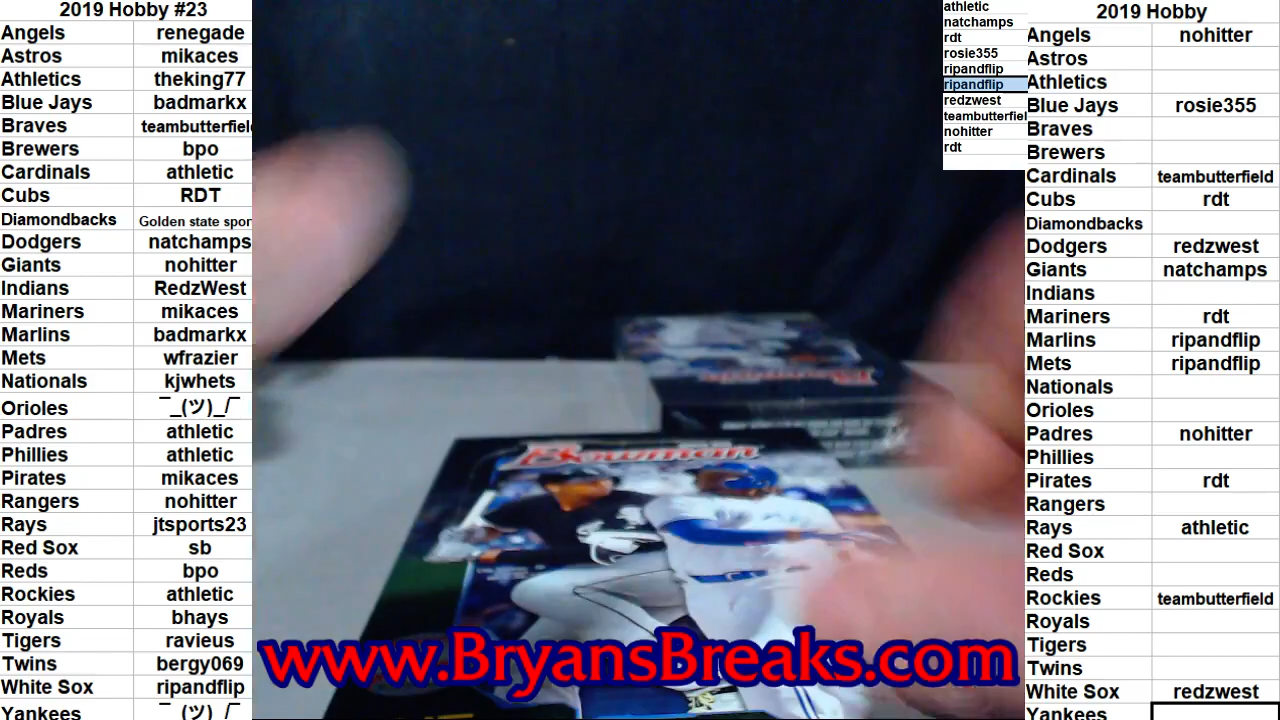 2019 Hobby #23
Angels renegade
Astros mikaces
Athletics theking77
Blue Jays badmarkx
Braves teambutterfield
Brewers bpo
Cardinals athletic
Cubs RDT
Diamondbacks Golden state spor
Dodgers natchamps
Giants nohitter
Indians RedzWest
Mariners mikaces
Marlins badmarkx
Mets wfrazier
Nationals kjwhets
Orioles ¯_(ツ)_/¯
Padres athletic
Phillies athletic
Pirates mikaces
Rangers nohitter
Rays jtsports23
Red Sox sb
Reds bpo
Rockies athletic
Royals bhays
Tigers ravieus
Twins bergy069
White Sox ripandflip
Yankees ¯_(ツ)_/¯
Bowman
www.BryansBreaks.com
athletic
natchamps
rdt
rosie355
ripandflip
ripandflip
redzwest
teambutterfiel
nohitter
rdt
2019 Hobby
Angels nohitter
Astros
Athletics
Blue Jays rosie355
Braves
Brewers
Cardinals teambutterfield
Cubs rdt
Diamondbacks
Dodgers redzwest
Giants natchamps
Indians
Mariners rdt
Marlins ripandflip
Mets ripandflip
Nationals
Orioles
Padres nohitter
Phillies
Pirates rdt
Rangers
Rays athletic
Red Sox
Reds
Rockies teambutterfield
Royals
Tigers
Twins
White Sox redzwest
Yankees